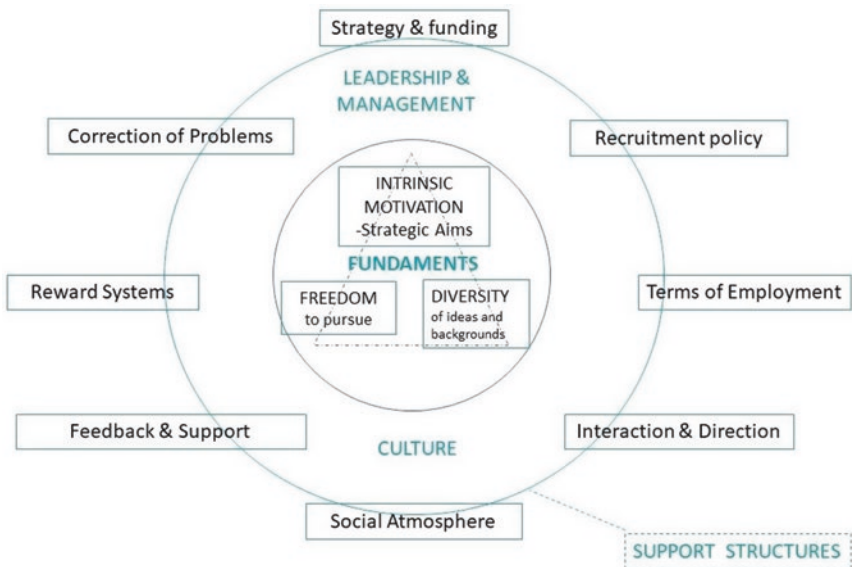 Strategy & funding
LEADERSHIP &
MANAGEMENT
Correction of Problems
Recruitment policy
INTRINSIC
MOTIVATION
-Strategic Aims
FUNDAMENTS
Reward Systems
FREEDOM
to pursue
DIVERSITY
of ideas and
backgrounds
Terms of Employment
Feedback & Support
CULTURE
Interaction & Direction
Social Atmosphere
SUPPORT STRUCTURES